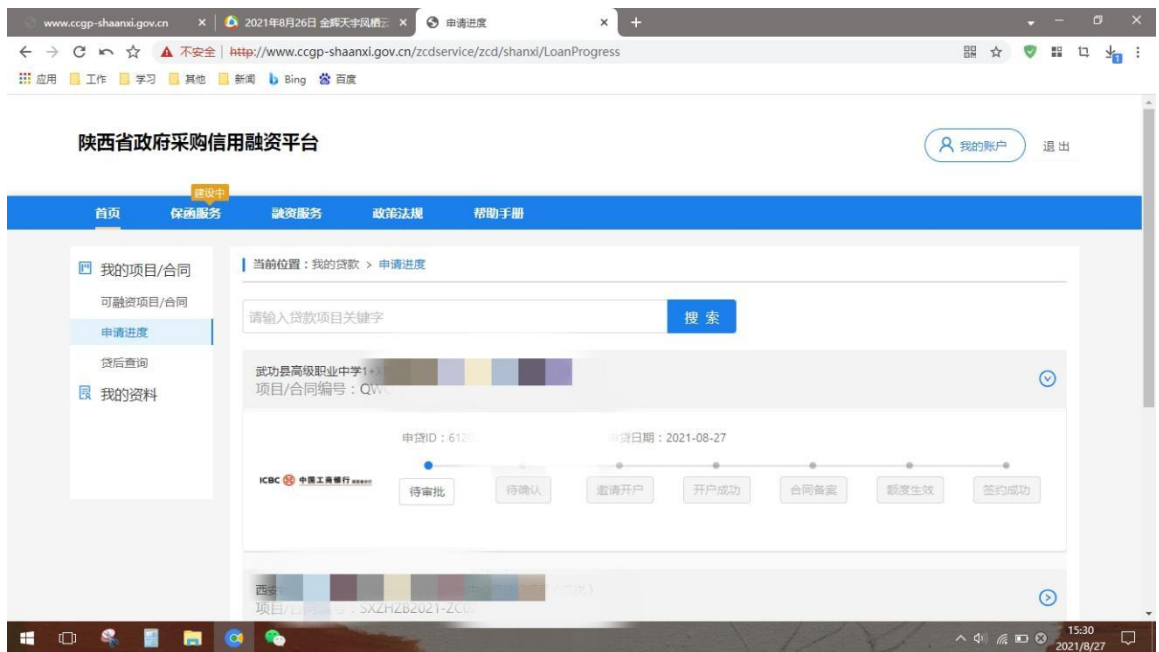 www.ccgp-shaanxi.gov.cn
2021年8月26日 金辉天宇凤栖云
申请进度
不安全 http://www.ccgp-shaanxi.gov.cn/zcdservice/zcd/shanxi/LoanProgress
应用 工作 学习 其他 新闻 Bing 百度
陕西省政府采购信用融资平台
我的账户 退出
建设中
首页 保函服务 融资服务 政策法规 帮助手册
我的项目/合同
可融资项目/合同
申请进度
贷后查询
我的资料
当前位置：我的贷款 > 申请进度
请输入贷款项目关键字 搜索
武功县高级职业中学1+X
项目/合同编号：QW
申贷ID：612
申贷日期：2021-08-27
ICBC 中国工商银行
待审批 待确认 邀请开户 开户成功 合同备案 额度生效 签约成功
西安
项目/ 号：SXZHZB2021-ZC0
15:30
2021/8/27